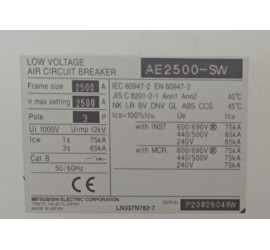 LOW VOLTAGE
AIR CIRCUIT BREAKER
AE2500-SW
Frame size 2500 A
Ir max setting 2500 A
Pole 3 P
Ui 1000V Uimp 12kV
Icw 1s 75kA
3s 65kA
Cat. B
50/60Hz
IEC 60947-2 EN 60947-2
JIS C 8201-2-1 Ann1 Ann2 40℃
NK LR BV DNV GL ABS CCS 45℃
Ics=100%Icu Ue Icu
with INST. 600/690V 75kA
440/500V 85kA
240V
with MCR. 600/690V 75kA
440/500V 75kA
240V 75kA
MITSUBISHI ELECTRIC CORPORATION
LN337N782-7